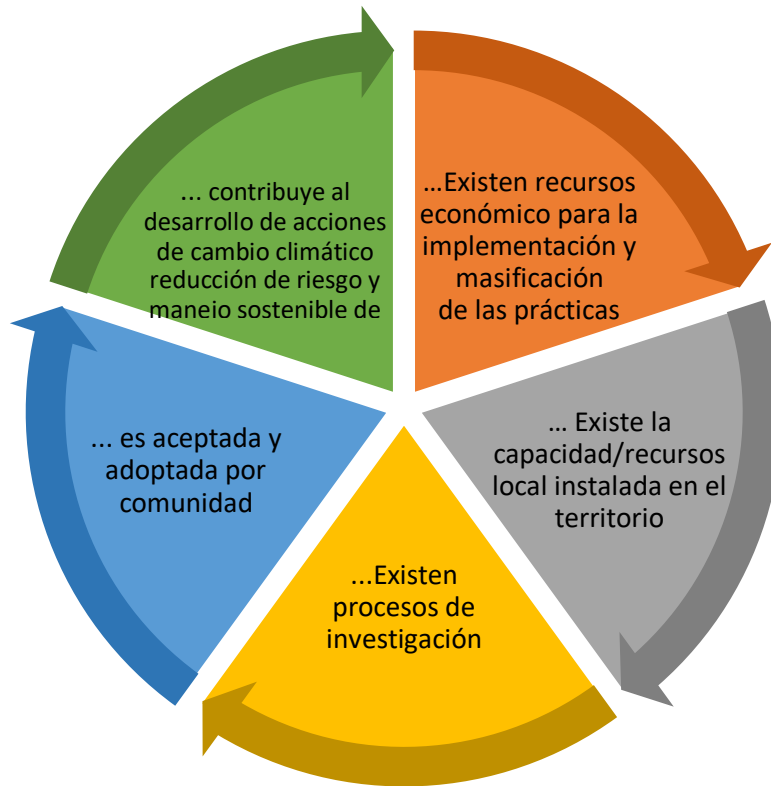 ... contribuye al
desarrollo de acciones
de cambio climático
reducción de riesgo y
manejo sostenible de
...Existen recursos
económico para la
implementación y
masificación
de las prácticas
... Existe la
capacidad/recursos
local instalada en el
territorio
...Existen
procesos de
investigación
... es aceptada y
adoptada por
comunidad